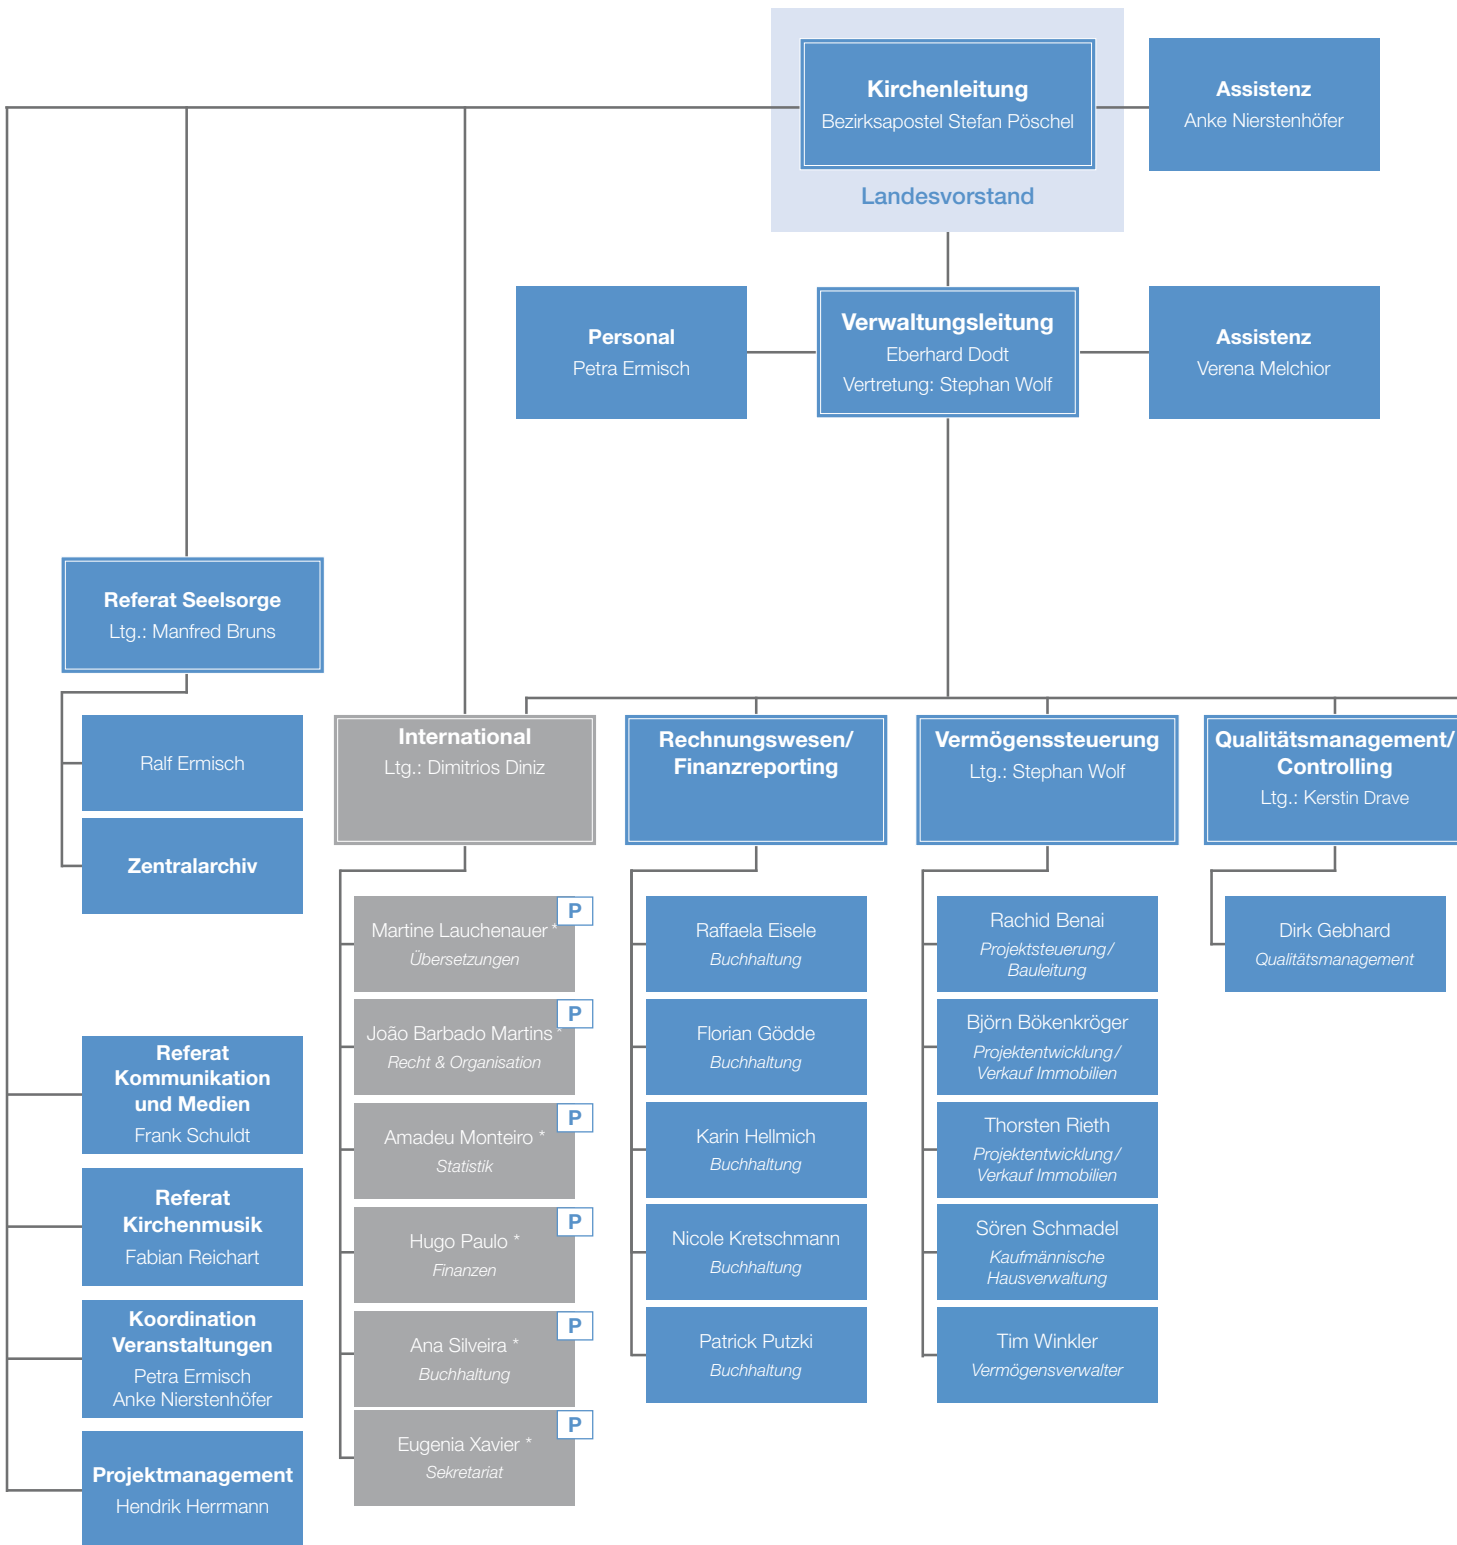 Kirchenleitung
Bezirksapostel Stefan Pöschel
Landesvorstand
Assistenz
Anke Nierstenhöfer
Personal
Petra Ermisch
Verwaltungsleitung
Eberhard Dodt
Vertretung: Stephan Wolf
Assistenz
Verena Melchior
Referat Seelsorge
Ltg.: Manfred Bruns
Ralf Ermisch
Zentralarchiv
Referat
Kommunikation
und Medien
Frank Schuldt
Referat
Kirchenmusik
Fabian Reichart
Koordination
Veranstaltungen
Petra Ermisch
Anke Nierstenhöfer
Projektmanagement
Hendrik Herrmann
International
Ltg.: Dimitrios Diniz
P
Martine Lauchenauer *
Übersetzungen
P
João Barbado Martins *
Recht & Organisation
P
Amadeu Monteiro *
Statistik
P
Hugo Paulo *
Finanzen
P
Ana Silveira *
Buchhaltung
P
Eugenia Xavier *
Sekretariat
Rechnungswesen/
Finanzreporting
Raffaela Eisele
Buchhaltung
Florian Gödde
Buchhaltung
Karin Hellmich
Buchhaltung
Nicole Kretschmann
Buchhaltung
Patrick Putzki
Buchhaltung
Vermögenssteuerung
Ltg.: Stephan Wolf
Rachid Benai
Projektsteuerung/
Bauleitung
Björn Bökenkröger
Projektentwicklung/
Verkauf Immobilien
Thorsten Rieth
Projektentwicklung/
Verkauf Immobilien
Sören Schmadel
Kaufmännische
Hausverwaltung
Tim Winkler
Vermögensverwalter
Qualitätsmanagement/
Controlling
Ltg.: Kerstin Drave
Dirk Gebhard
Qualitätsmanagement